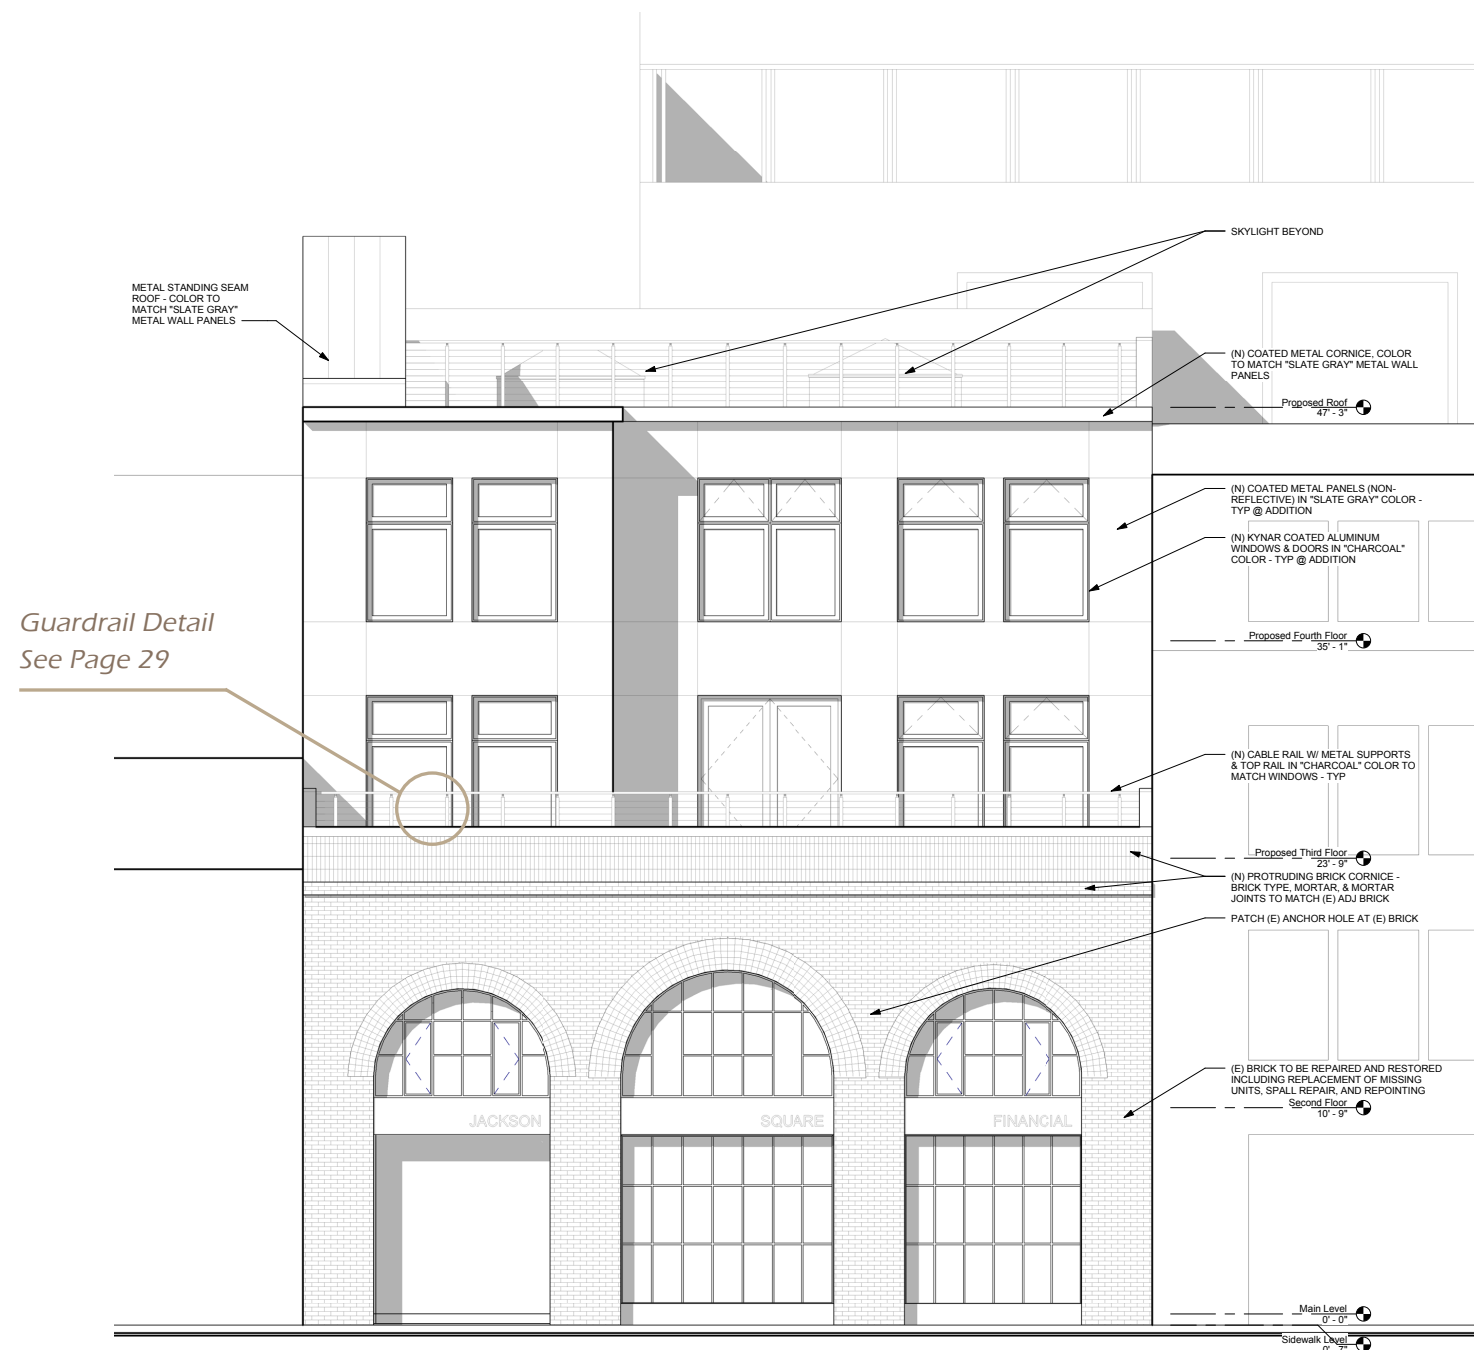 SKYLIGHT BEYOND
METAL STANDING SEAM
ROOF - COLOR TO
MATCH "SLATE GRAY"
METAL WALL PANELS
(N) COATED METAL CORNICE, COLOR
TO MATCH "SLATE GRAY" METAL WALL
PANELS
Proposed Roof
47' - 3"
(N) COATED METAL PANELS (NON-
REFLECTIVE) IN "SLATE GRAY" COLOR -
TYP @ ADDITION
(N) KYNAR COATED ALUMINUM
WINDOWS & DOORS IN "CHARCOAL"
COLOR - TYP @ ADDITION
Guardrail Detail
See Page 29
Proposed Fourth Floor
35' - 1"
(N) CABLE RAIL W/ METAL SUPPORTS
& TOP RAIL IN "CHARCOAL" COLOR TO
MATCH WINDOWS - TYP
Proposed Third Floor
23' - 9"
(N) PROTRUDING BRICK CORNICE -
BRICK TYPE, MORTAR, & MORTAR
JOINTS TO MATCH (E) ADJ BRICK
PATCH (E) ANCHOR HOLE AT (E) BRICK
(E) BRICK TO BE REPAIRED AND RESTORED
INCLUDING REPLACEMENT OF MISSING
UNITS, SPALL REPAIR, AND REPOINTING
Second Floor
10' - 9"
JACKSON SQUARE FINANCIAL
Main Level
0' - 0"
Sidewalk Level